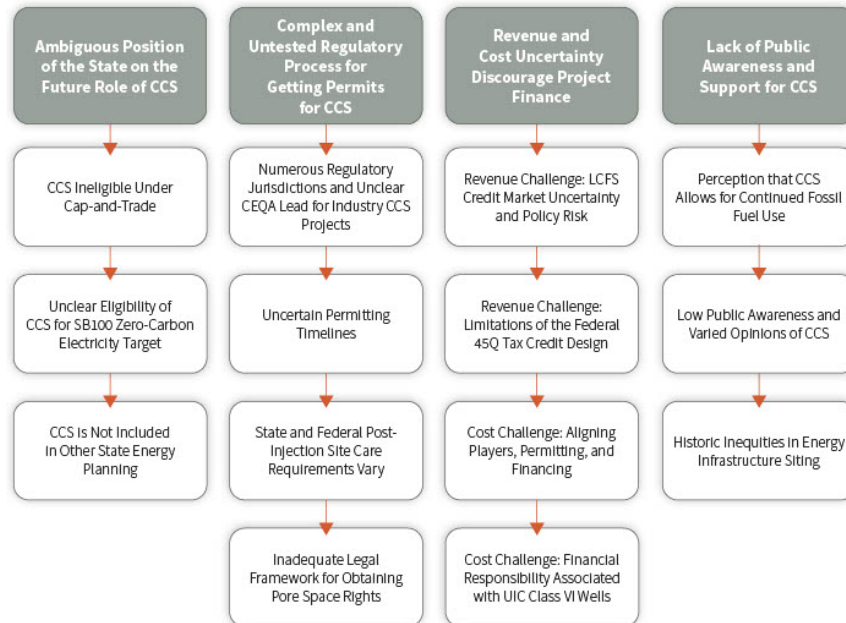 Ambiguous Position
of the State on the
Future Role of CCS
CCS Ineligible Under
Cap-and-Trade
Unclear Eligibility of
CCS for SB100 Zero-Carbon
Electricity Target
CCS is Not Included
in Other State Energy
Planning
Complex and
Untested Regulatory
Process for
Getting Permits
for CCS
Numerous Regulatory
Jurisdictions and Unclear
CEQA Lead for Industry CCS
Projects
Uncertain Permitting
Timelines
State and Federal Post-
Injection Site Care
Requirements Vary
Inadequate Legal
Framework for Obtaining
Pore Space Rights
Revenue and
Cost Uncertainty
Discourage Project
Finance
Revenue Challenge: LCFS
Credit Market Uncertainty
and Policy Risk
Revenue Challenge:
Limitations of the Federal
45Q Tax Credit Design
Cost Challenge: Aligning
Players, Permitting, and
Financing
Cost Challenge: Financial
Responsibility Associated
with UIC Class VI Wells
Lack of Public
Awareness and
Support for CCS
Perception that CCS
Allows for Continued Fossil
Fuel Use
Low Public Awareness and
Varied Opinions of CCS
Historic Inequities in Energy
Infrastructure Siting